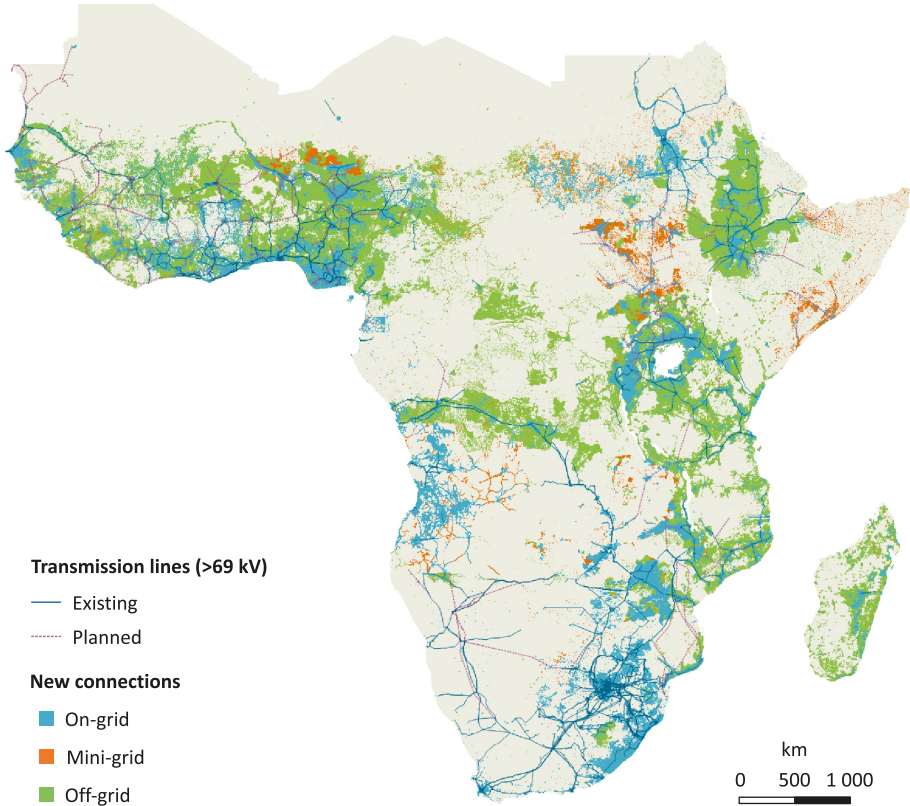 Transmission lines (>69 kV)
Existing
Planned
New connections
On-grid
Mini-grid
Off-grid
km
0 500 1 000